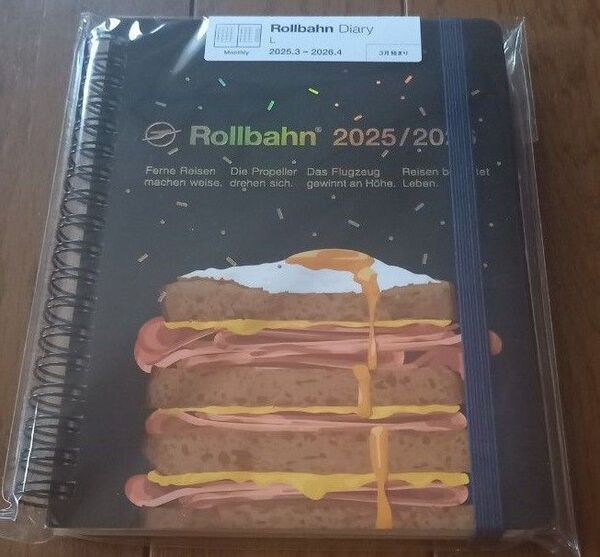 Rollbahn Diary
L
Monthly
2025.3 – 2026.4
3月始まり
Rollbahn® 2025/20
Ferne Reisen
machen weise.
Die Propeller
drehen sich.
Das Flugzeug
gewinnt an Höhe.
Reisen
Leben.